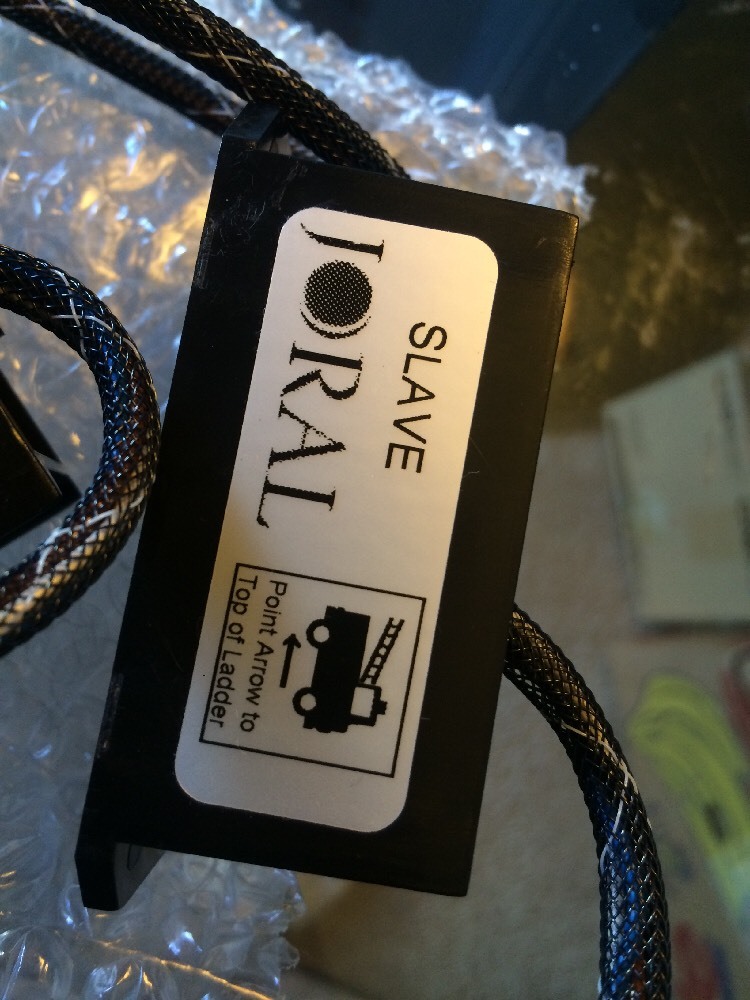 SLAVE
JORAL
Point Arrow to
Top of Ladder